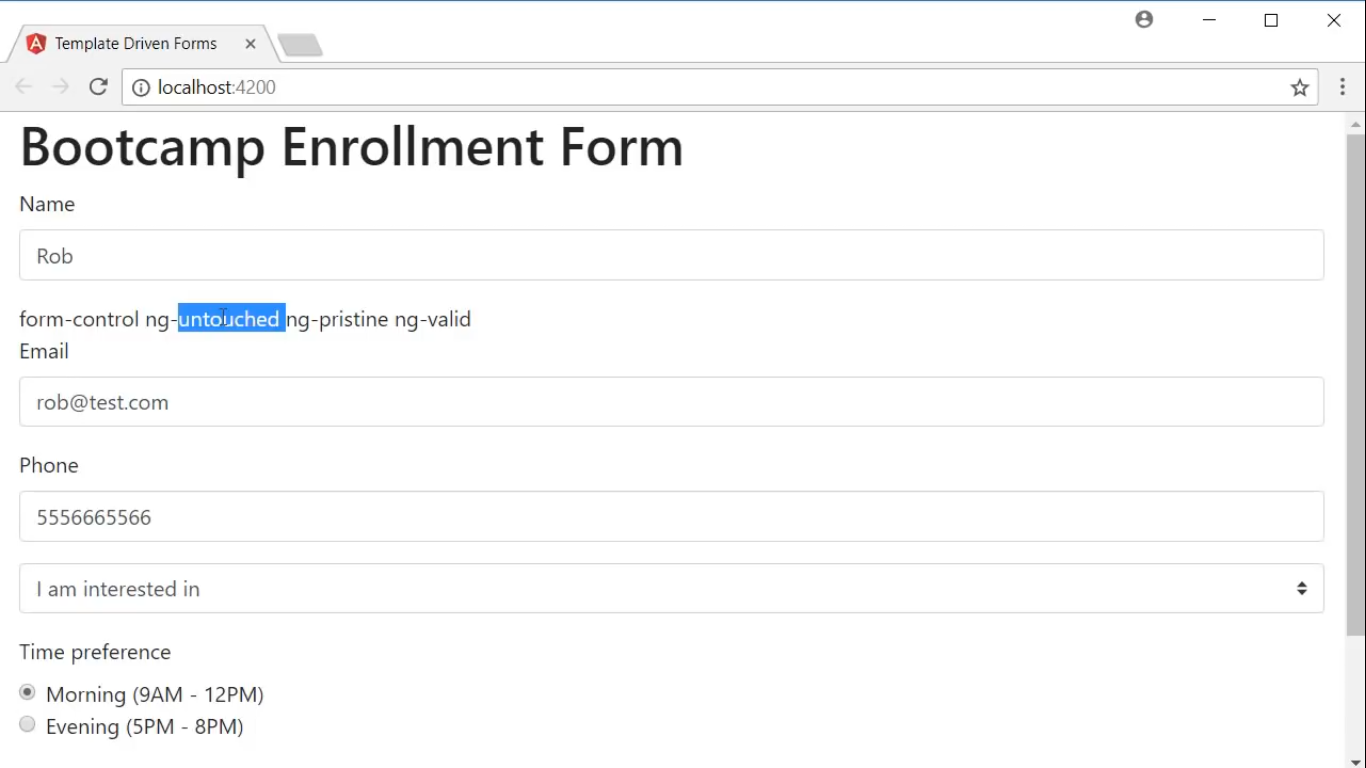 Template Driven Forms
localhost:4200
Bootcamp Enrollment Form
Name
Rob
form-control ng-untouched ng-pristine ng-valid
Email
rob@test.com
Phone
5556665566
I am interested in
Time preference
Morning (9AM - 12PM)
Evening (5PM - 8PM)